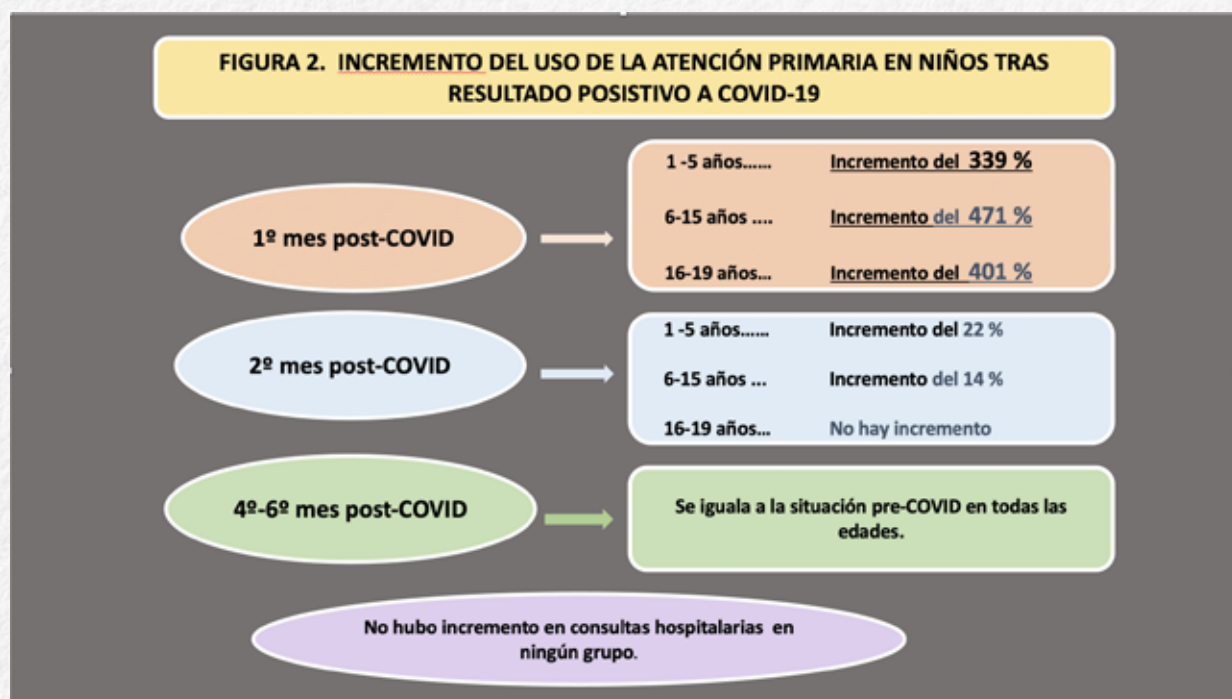 FIGURA 2. INCREMENTO DEL USO DE LA ATENCIÓN PRIMARIA EN NIÑOS TRAS
RESULTADO POSISTIVO A COVID-19
1º mes post-COVID
1 -5 años...... Incremento del 339 %
6-15 años .... Incremento del 471 %
16-19 años... Incremento del 401 %
2º mes post-COVID
1 -5 años...... Incremento del 22 %
6-15 años ... Incremento del 14 %
16-19 años... No hay incremento
4º-6º mes post-COVID
Se iguala a la situación pre-COVID en todas las
edades.
No hubo incremento en consultas hospitalarias en
ningún grupo.